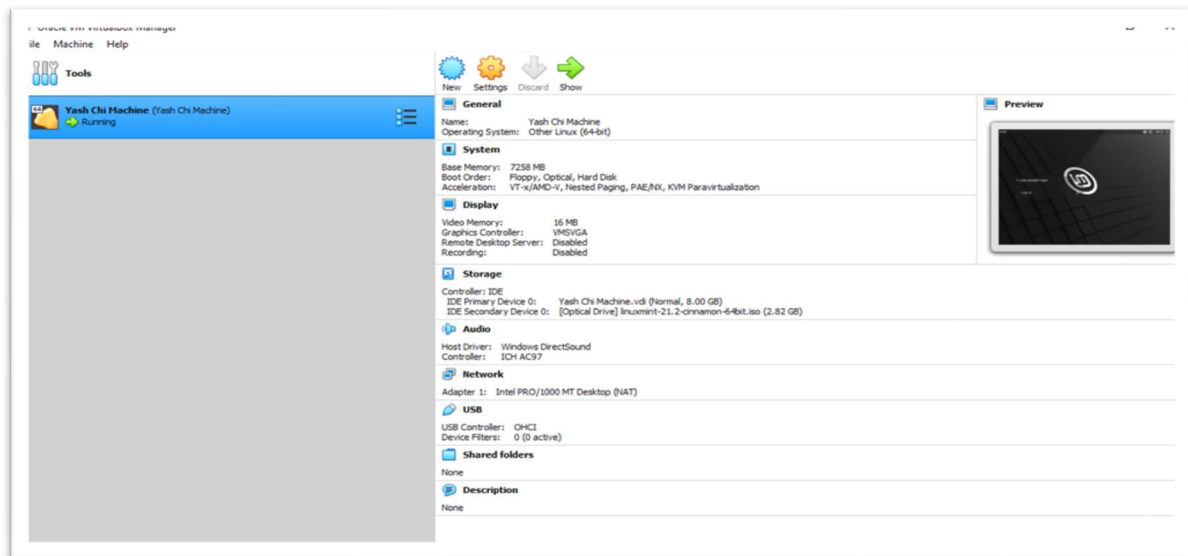 Oracle VM VirtualBox Manager
ile Machine Help
Tools
New Settings Discard Show
64
Yash Chi Machine (Yash Chi Machine)
Running
General
Name: Yash Chi Machine
Operating System: Other Linux (64-bit)
System
Base Memory: 7258 MB
Boot Order: Floppy, Optical, Hard Disk
Acceleration: VT-x/AMD-V, Nested Paging, PAE/NX, KVM Paravirtualization
Display
Video Memory: 16 MB
Graphics Controller: VMSVGA
Remote Desktop Server: Disabled
Recording: Disabled
Storage
Controller: IDE
IDE Primary Device 0: Yash Chi Machine.vdi (Normal, 8.00 GB)
IDE Secondary Device 0: [Optical Drive] linuxmint-21.2-cinnamon-64bit.iso (2.82 GB)
Audio
Host Driver: Windows DirectSound
Controller: ICH AC97
Network
Adapter 1: Intel PRO/1000 MT Desktop (NAT)
USB
USB Controller: OHCI
Device Filters: 0 (0 active)
Shared folders
None
Description
None
Preview